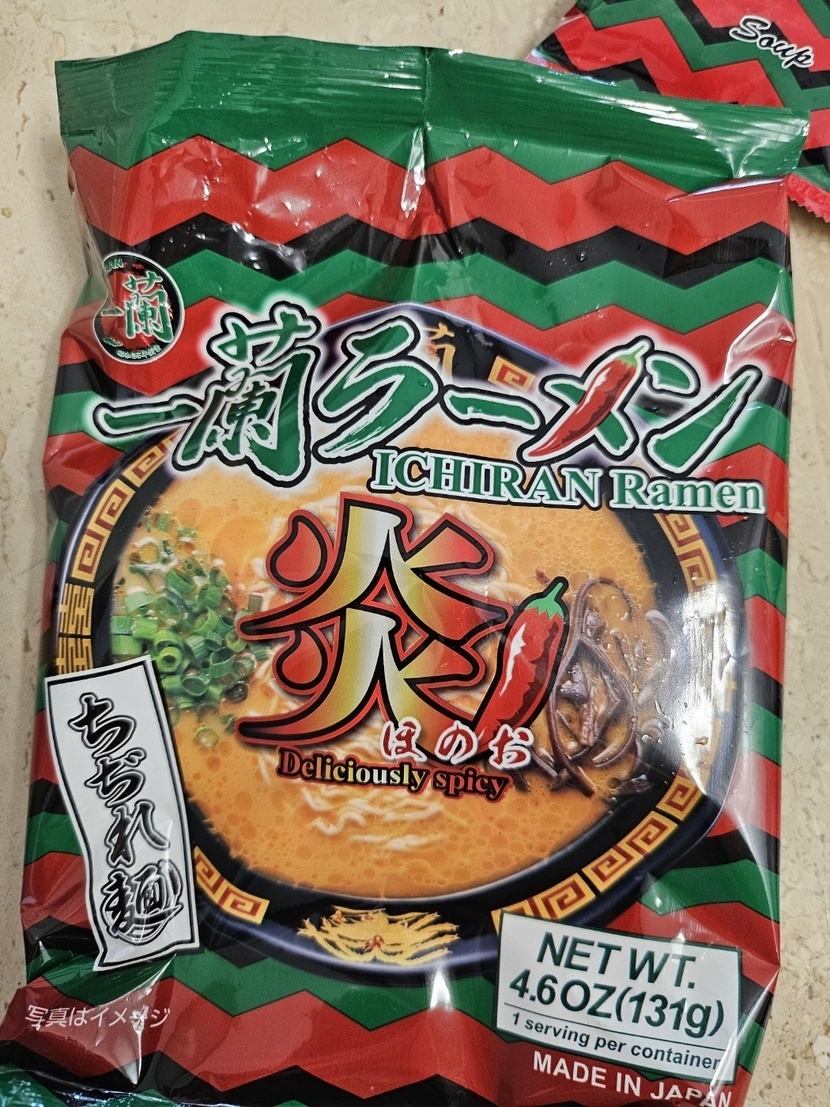 Soup
一蘭
一蘭ラーメン
ICHIRAN Ramen
炎
ほのお
Deliciously spicy
ちぢれ麺
NET WT.
4.6OZ(131g)
1 serving per container
写真はイメージ
MADE IN JAPAN